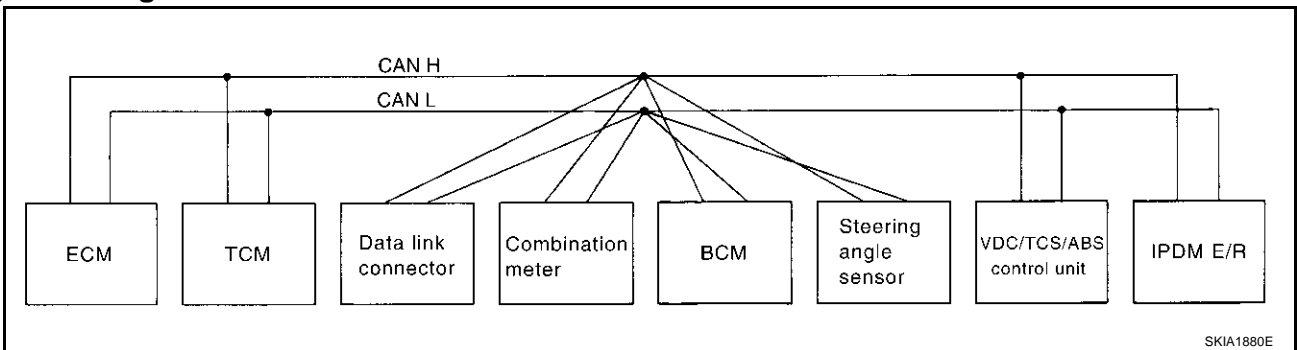 CAN H
CAN L
ECM
TCM
Data link
connector
Combination
meter
BCM
Steering
angle
sensor
VDC/TCS/ABS
control unit
IPDM E/R
SKIA1880E